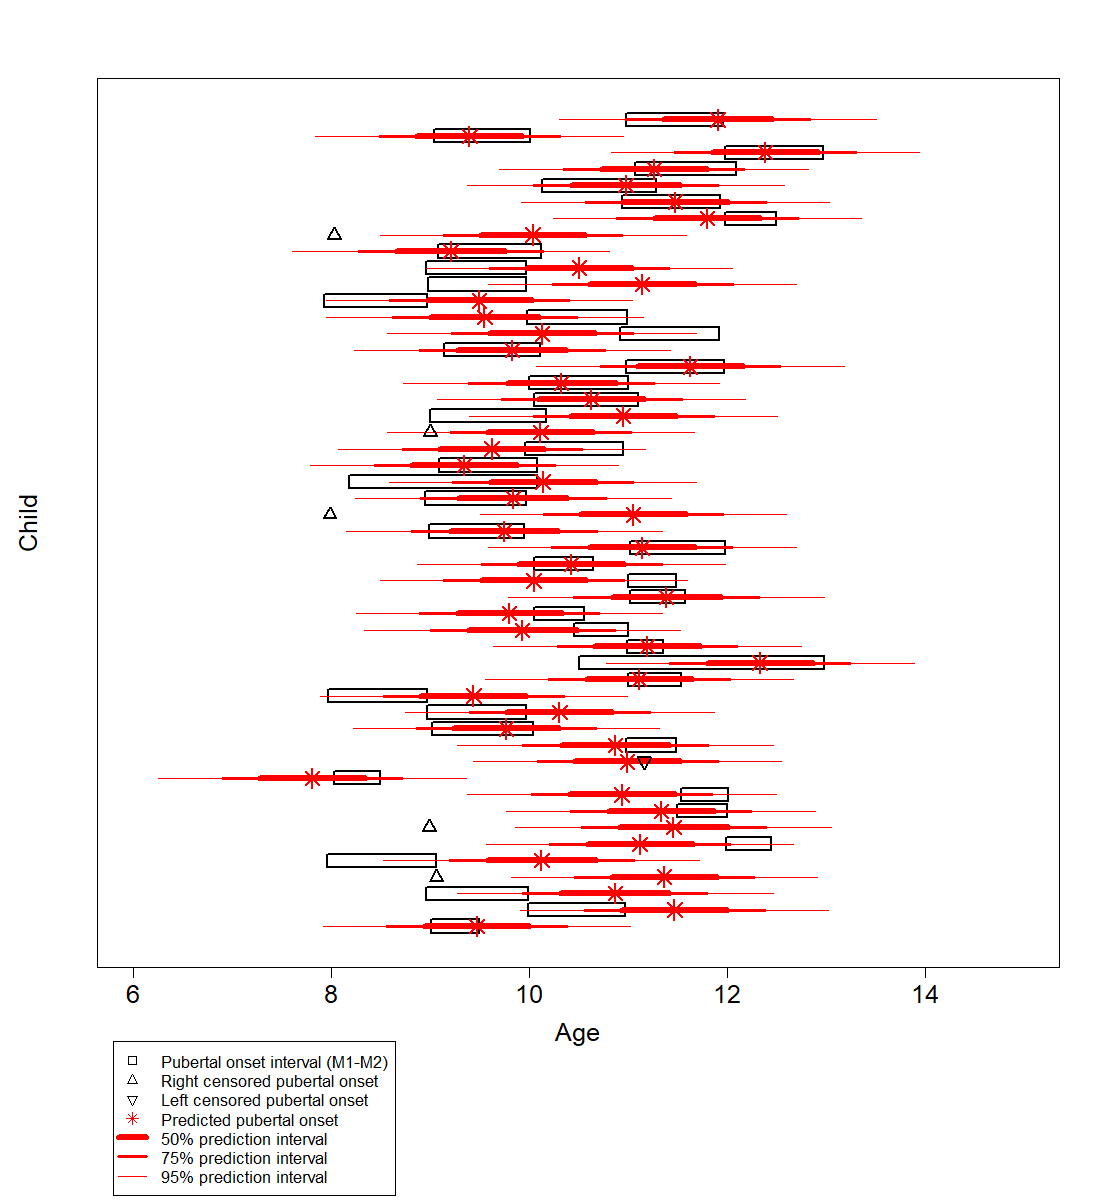 Child
6 8 10 12 14
Age
Pubertal onset interval (M1-M2)
Right censored pubertal onset
Left censored pubertal onset
Predicted pubertal onset
50% prediction interval
75% prediction interval
95% prediction interval